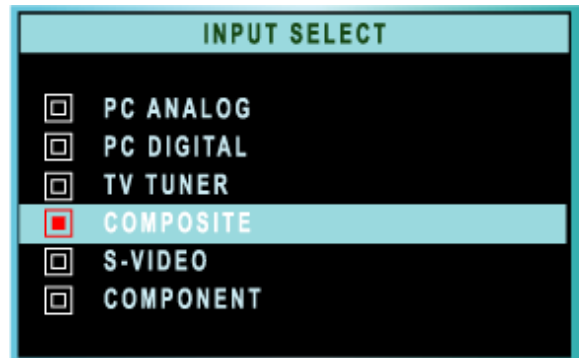 INPUT SELECT
PC ANALOG
PC DIGITAL
TV TUNER
COMPOSITE
S-VIDEO
COMPONENT